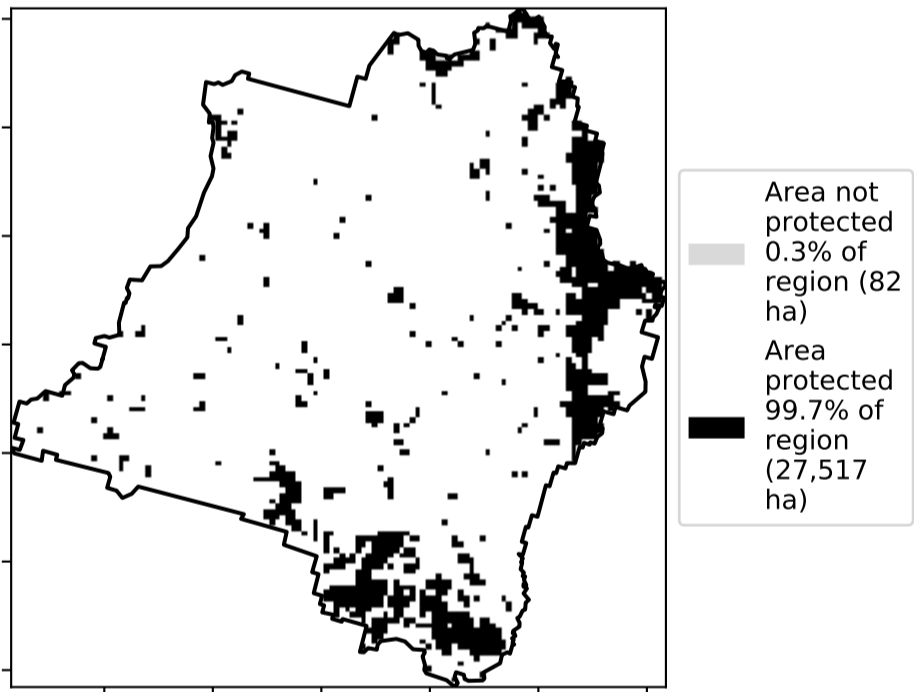 Area not
protected
0.3% of
region (82
ha)
Area
protected
99.7% of
region
(27,517
ha)